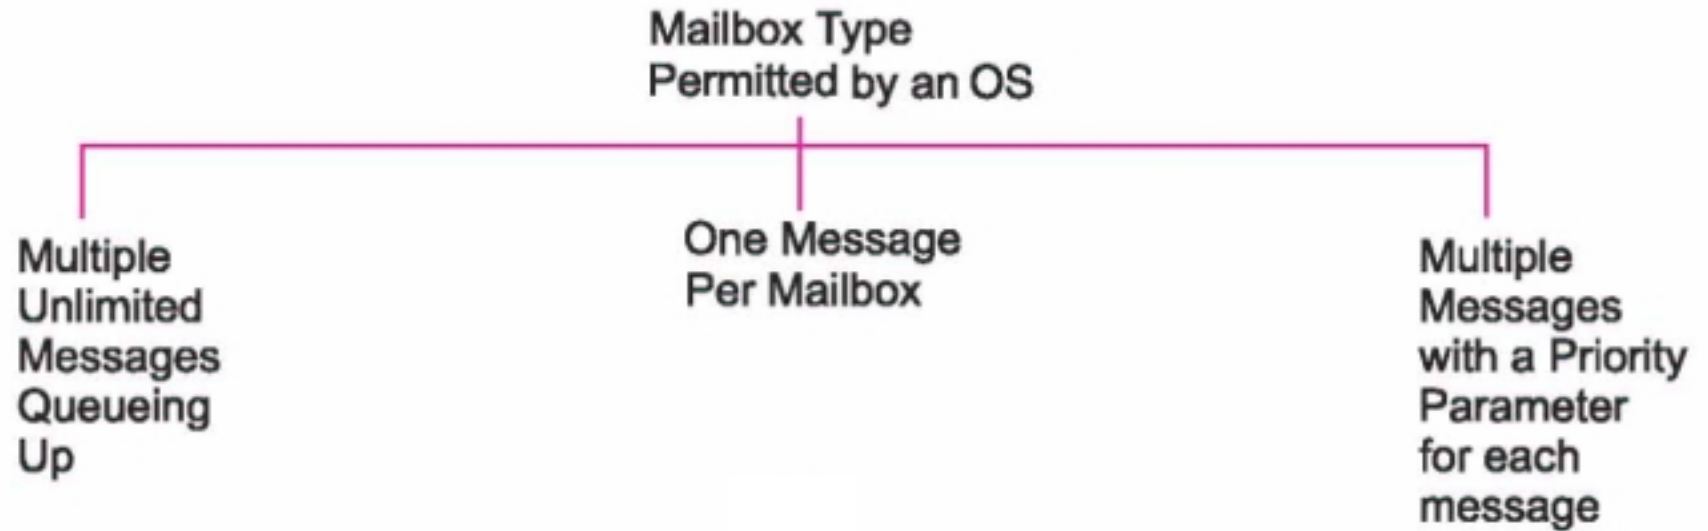 Mailbox Type
Permitted by an OS
Multiple
Unlimited
Messages
Queueing
Up
One Message
Per Mailbox
Multiple
Messages
with a Priority
Parameter
for each
message